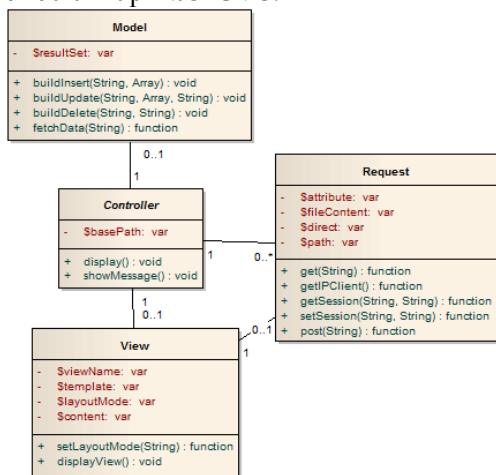 Model
- $resultSet: var
+ buildInsert(String, Array) : void
+ buildUpdate(String, Array, String) : void
+ buildDelete(String, String) : void
+ fetchData(String) : function
0..1
1
Controller
- $basePath: var
+ display() : void
+ showMessage() : void
1
0..*
Request
- $attribute: var
- $fileContent: var
- $direct: var
- $path: var
+ get(String) : function
+ getIPClient() : function
+ getSession(String, String) : function
+ setSession(String, String) : function
+ post(String) : function
1
0..1
0..1
1
View
- $viewName: var
- $template: var
- $layoutMode: var
- $content: var
+ setLayoutMode(String) : function
+ displayView() : void